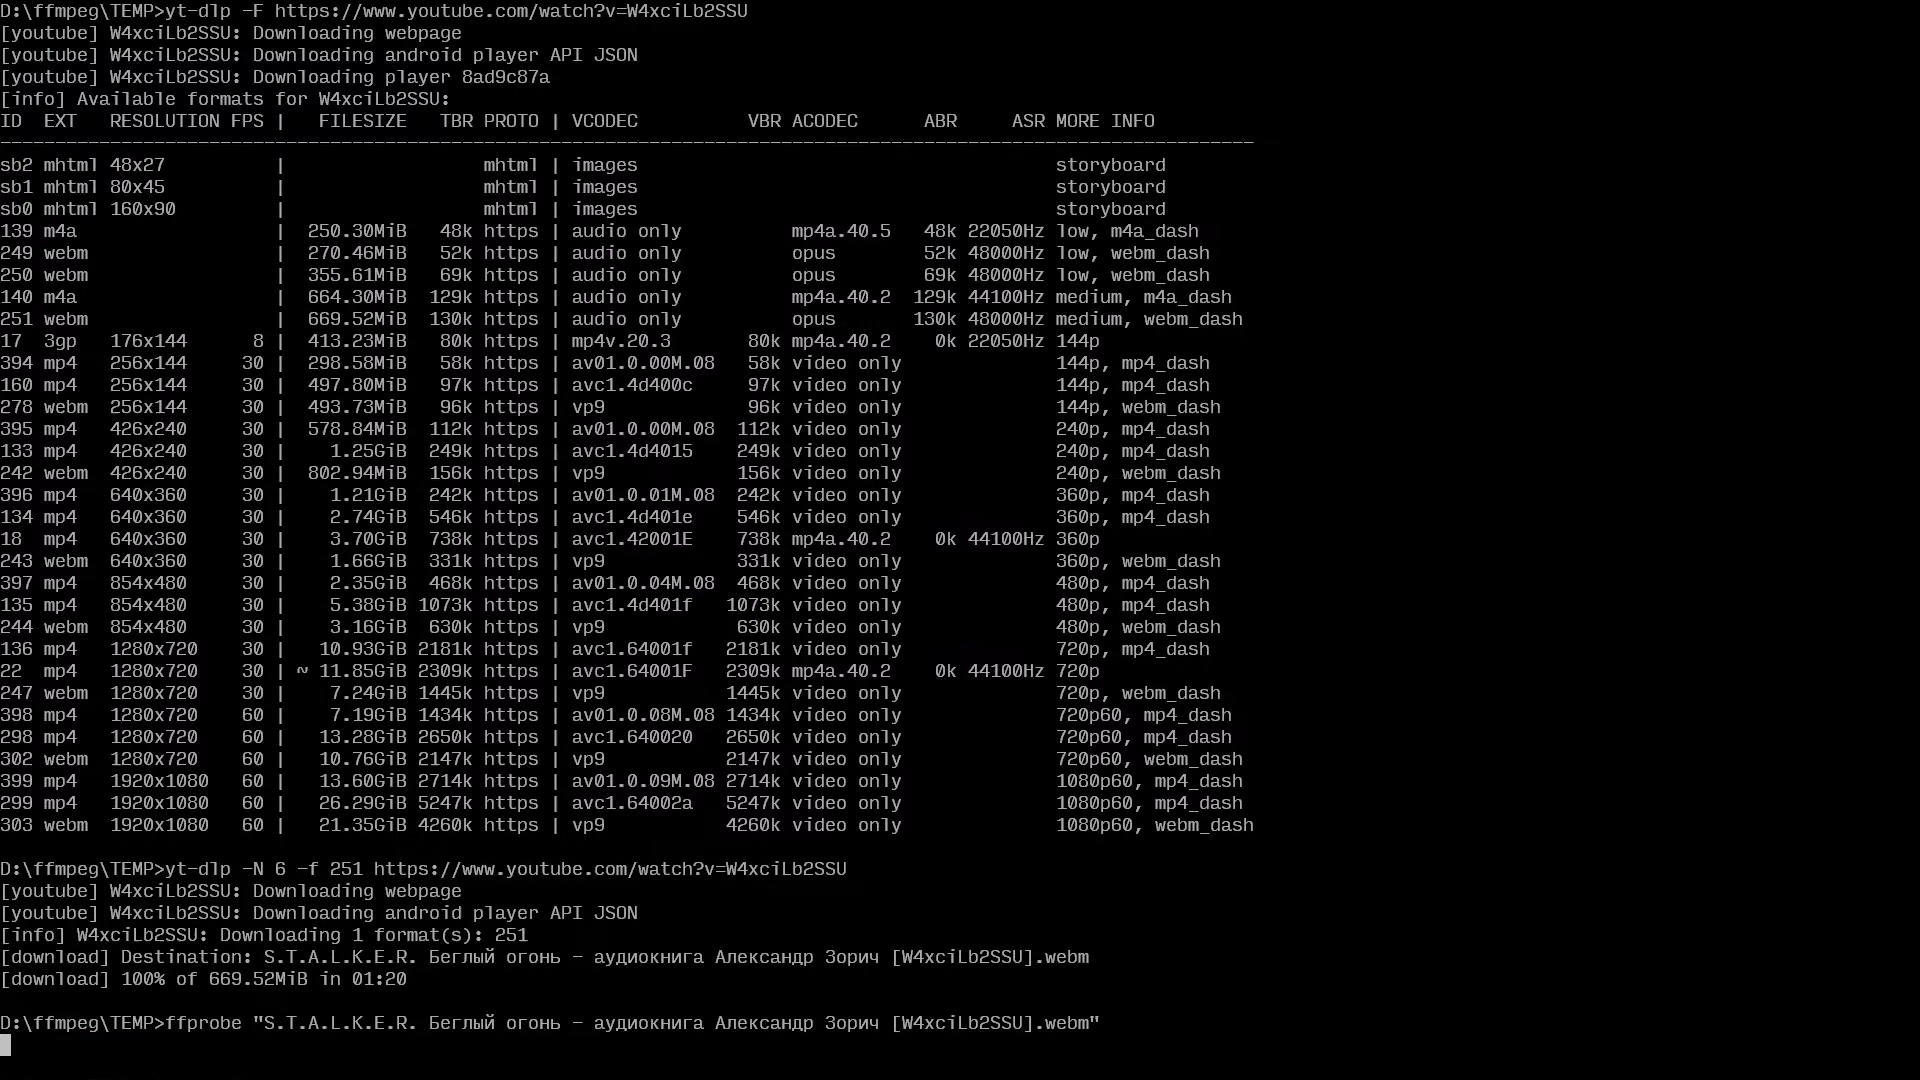 D:\ffmpeg\TEMP>yt-dlp -F https://www.youtube.com/watch?v=W4xciLb2SSU
[youtube] W4xciLb2SSU: Downloading webpage
[youtube] W4xciLb2SSU: Downloading android player API JSON
[youtube] W4xciLb2SSU: Downloading player 8ad9c87a
[info] Available formats for W4xciLb2SSU:
ID  EXT   RESOLUTION FPS |   FILESIZE   TBR PROTO | VCODEC          VBR ACODEC      ABR     ASR MORE INFO
sb2 mhtml 48x27          |                  mhtml | images                                      storyboard
sb1 mhtml 80x45          |                  mhtml | images                                      storyboard
sb0 mhtml 160x90         |                  mhtml | images                                      storyboard
139 m4a                  |  250.30MiB   48k https | audio only          mp4a.40.5   48k 22050Hz low, m4a_dash
249 webm                 |  270.46MiB   52k https | audio only          opus        52k 48000Hz low, webm_dash
250 webm                 |  355.61MiB   69k https | audio only          opus        69k 48000Hz low, webm_dash
140 m4a                  |  664.30MiB  129k https | audio only          mp4a.40.2  129k 44100Hz medium, m4a_dash
251 webm                 |  669.52MiB  130k https | audio only          opus       130k 48000Hz medium, webm_dash
17  3gp   176x144      8 |  413.23MiB   80k https | mp4v.20.3       80k mp4a.40.2    0k 22050Hz 144p
394 mp4   256x144     30 |  298.58MiB   58k https | av01.0.00M.08   58k video only              144p, mp4_dash
160 mp4   256x144     30 |  497.80MiB   97k https | avc1.4d400c     97k video only              144p, mp4_dash
278 webm  256x144     30 |  493.73MiB   96k https | vp9             96k video only              144p, webm_dash
395 mp4   426x240     30 |  578.84MiB  112k https | av01.0.00M.08  112k video only              240p, mp4_dash
133 mp4   426x240     30 |    1.25GiB  249k https | avc1.4d4015    249k video only              240p, mp4_dash
242 webm  426x240     30 |  802.94MiB  156k https | vp9            156k video only              240p, webm_dash
396 mp4   640x360     30 |    1.21GiB  242k https | av01.0.01M.08  242k video only              360p, mp4_dash
134 mp4   640x360     30 |    2.74GiB  546k https | avc1.4d401e    546k video only              360p, mp4_dash
18  mp4   640x360     30 |    3.70GiB  738k https | avc1.42001E    738k mp4a.40.2    0k 44100Hz 360p
243 webm  640x360     30 |    1.66GiB  331k https | vp9            331k video only              360p, webm_dash
397 mp4   854x480     30 |    2.35GiB  468k https | av01.0.04M.08  468k video only              480p, mp4_dash
135 mp4   854x480     30 |    5.38GiB 1073k https | avc1.4d401f   1073k video only              480p, mp4_dash
244 webm  854x480     30 |    3.16GiB  630k https | vp9            630k video only              480p, webm_dash
136 mp4   1280x720    30 |   10.93GiB 2181k https | avc1.64001f   2181k video only              720p, mp4_dash
22  mp4   1280x720    30 | ~ 11.85GiB 2309k https | avc1.64001F   2309k mp4a.40.2    0k 44100Hz 720p
247 webm  1280x720    30 |    7.24GiB 1445k https | vp9           1445k video only              720p, webm_dash
398 mp4   1280x720    60 |    7.19GiB 1434k https | av01.0.08M.08 1434k video only              720p60, mp4_dash
298 mp4   1280x720    60 |   13.28GiB 2650k https | avc1.640020   2650k video only              720p60, mp4_dash
302 webm  1280x720    60 |   10.76GiB 2147k https | vp9           2147k video only              720p60, webm_dash
399 mp4   1920x1080   60 |   13.60GiB 2714k https | av01.0.09M.08 2714k video only              1080p60, mp4_dash
299 mp4   1920x1080   60 |   26.29GiB 5247k https | avc1.64002a   5247k video only              1080p60, mp4_dash
303 webm  1920x1080   60 |   21.35GiB 4260k https | vp9           4260k video only              1080p60, webm_dash
D:\ffmpeg\TEMP>yt-dlp -N 6 -f 251 https://www.youtube.com/watch?v=W4xciLb2SSU
[youtube] W4xciLb2SSU: Downloading webpage
[youtube] W4xciLb2SSU: Downloading android player API JSON
[info] W4xciLb2SSU: Downloading 1 format(s): 251
[download] Destination: S.T.A.L.K.E.R. Беглый огонь - аудиокнига Александр Зорич [W4xciLb2SSU].webm
[download] 100% of 669.52MiB in 01:20
D:\ffmpeg\TEMP>ffprobe "S.T.A.L.K.E.R. Беглый огонь - аудиокнига Александр Зорич [W4xciLb2SSU].webm"